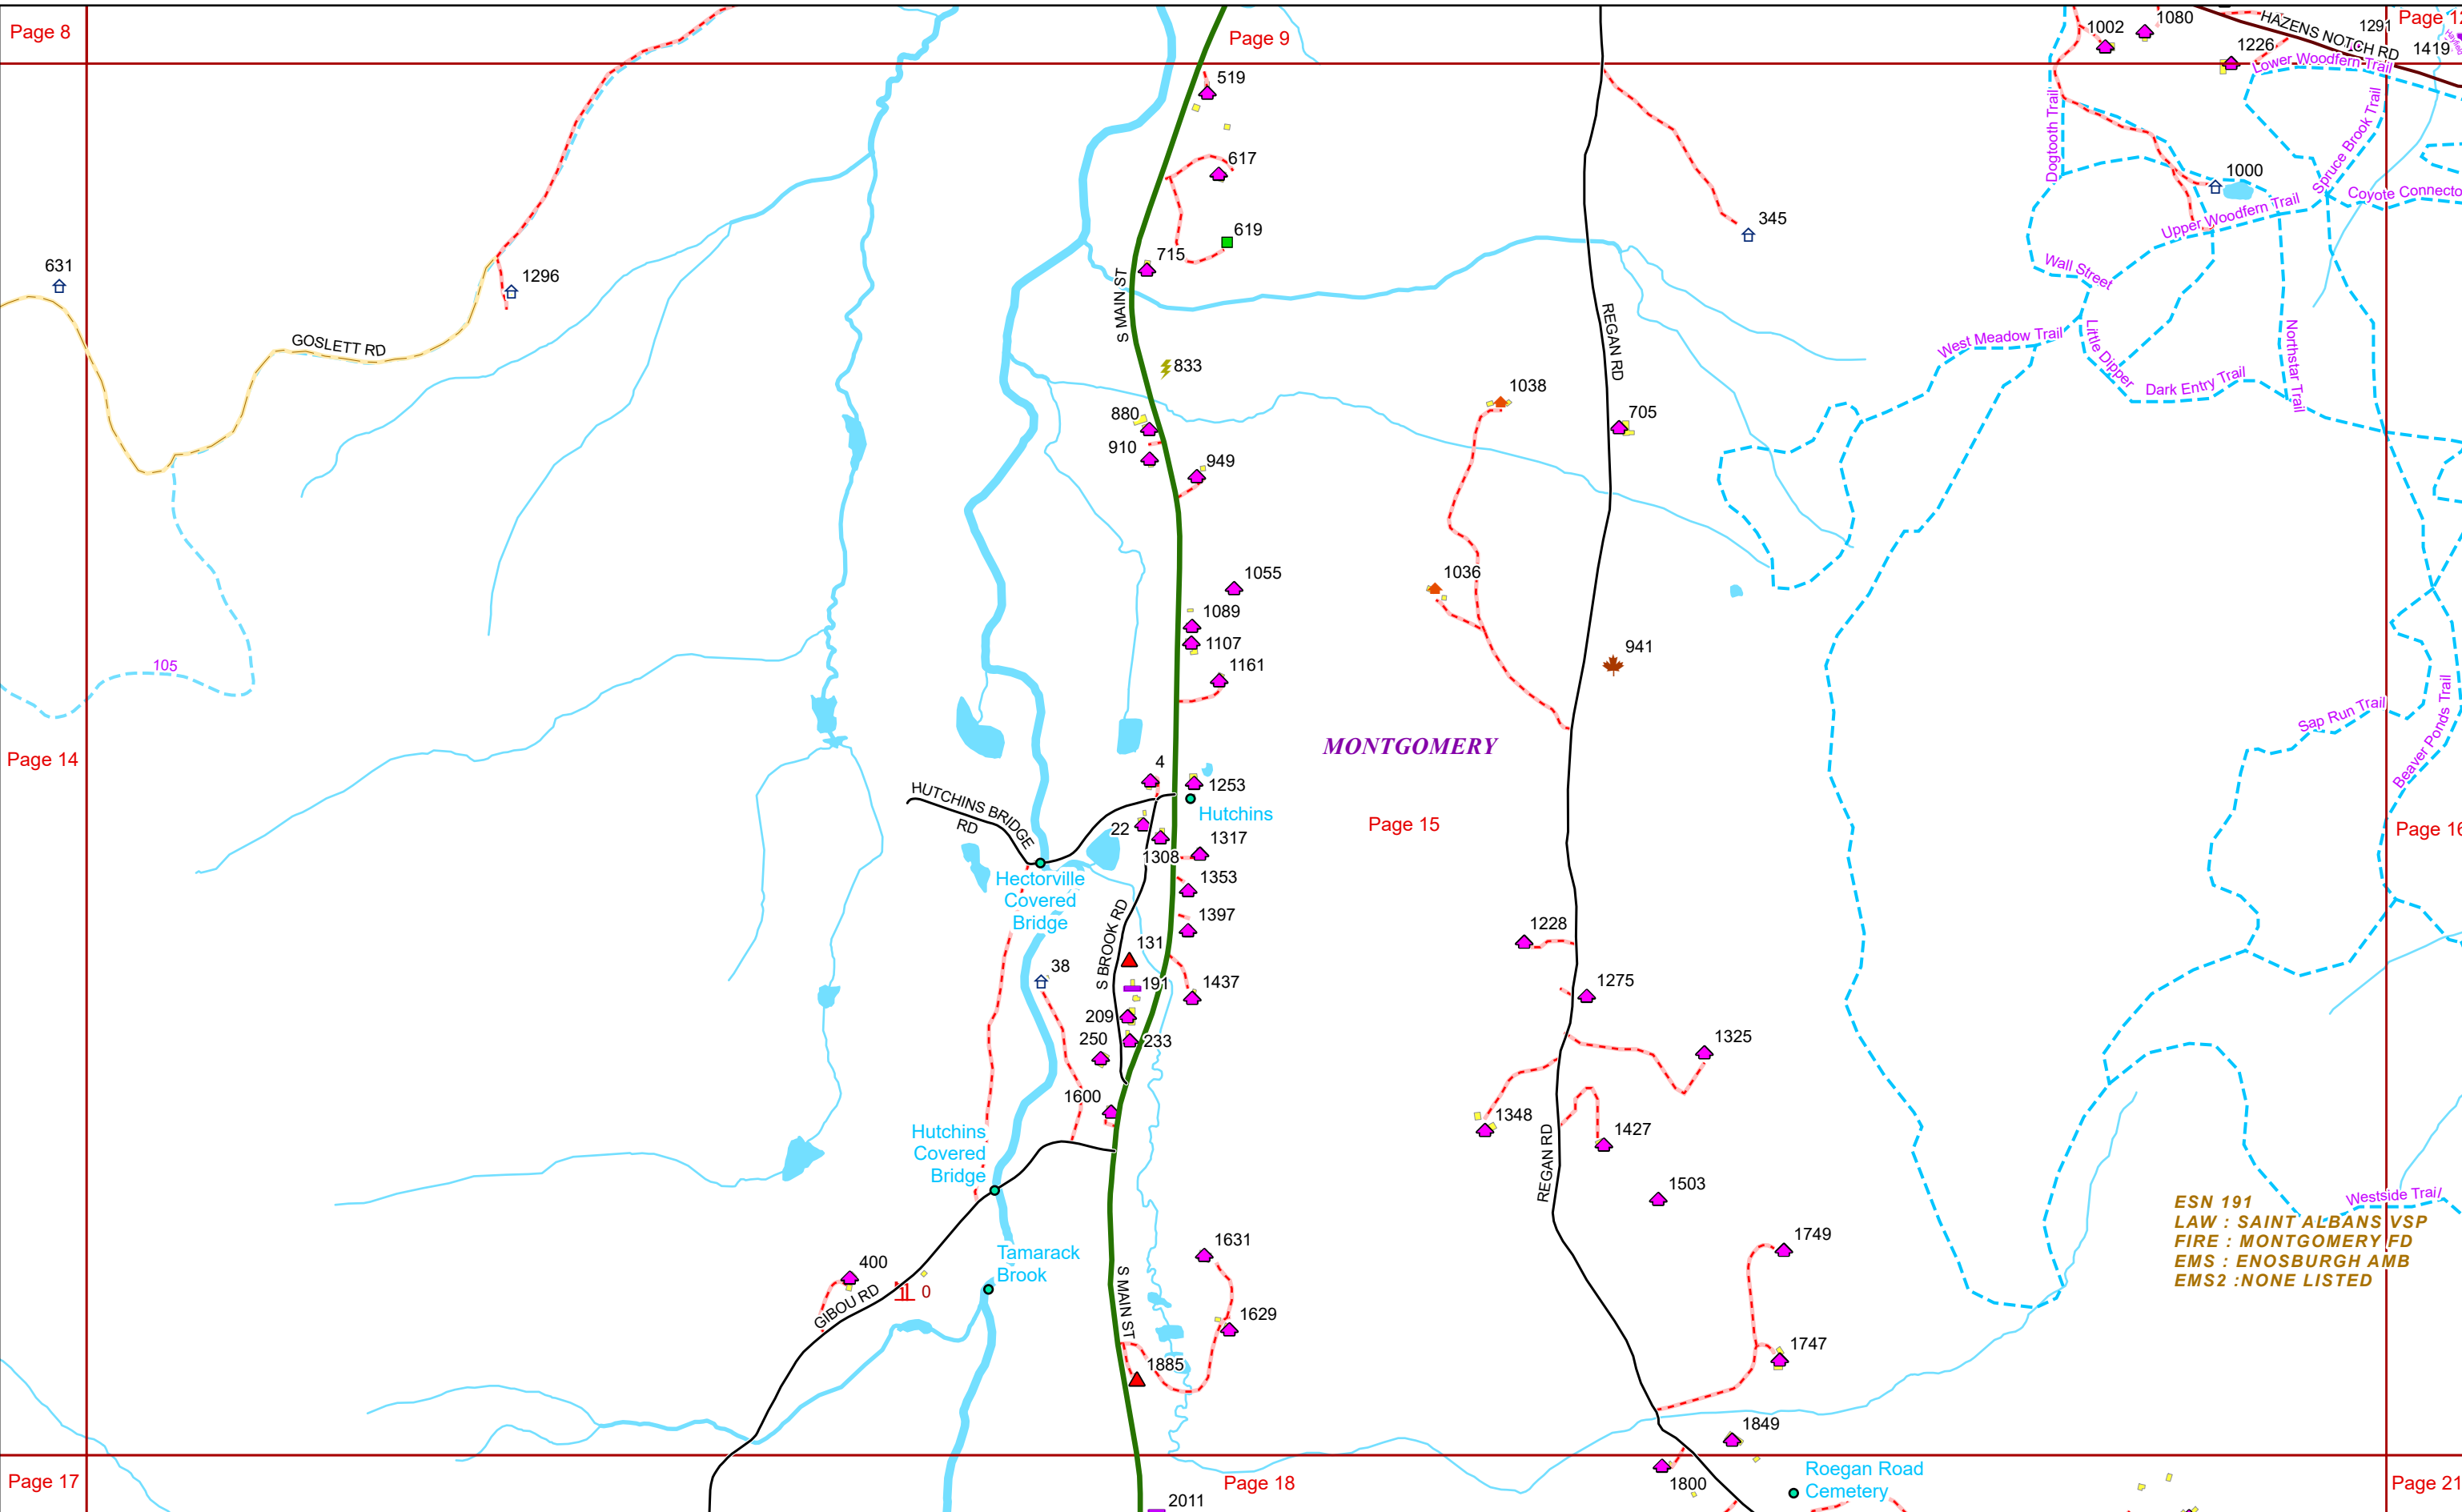 Page 8
Page 9
1002
1080
HAZENS NOTCH RD
1291
Page 12
1226
1419
Lower Woodfern Trail
519
Dogtooth Trail
Spruce Brook Trail
617
1000
Coyote Connecto
345
Upper Woodfern Trail
619
715
631
1296
Wall Street
S MAIN ST
REGAN RD
GOSLETT RD
West Meadow Trail
Little Dipper
Northstar Trail
833
Dark Entry Trail
1038
880
705
910
949
1055
1036
1089
1107
941
105
1161
Sap Run Trail
Beaver Ponds Trail
MONTGOMERY
Page 14
4
1253
HUTCHINS BRIDGE
RD
Hutchins
22
Page 15
Page 16
1317
1308
Hectorville
Covered
Bridge
1353
1397
S BROOK RD
131
1228
38
191
1437
1275
209
250
233
1325
1600
1348
Hutchins
Covered
Bridge
1427
REGAN RD
1503
ESN 191
Westside Trail
LAW : SAINT ALBANS VSP
FIRE : MONTGOMERY FD
EMS : ENOSBURGH AMB
EMS2 :NONE LISTED
1631
1749
Tamarack
Brook
400
0
GIBOU RD
S MAIN ST
1629
1747
1885
1849
Page 17
Page 18
1800
Roegan Road
Cemetery
Page 21
2011